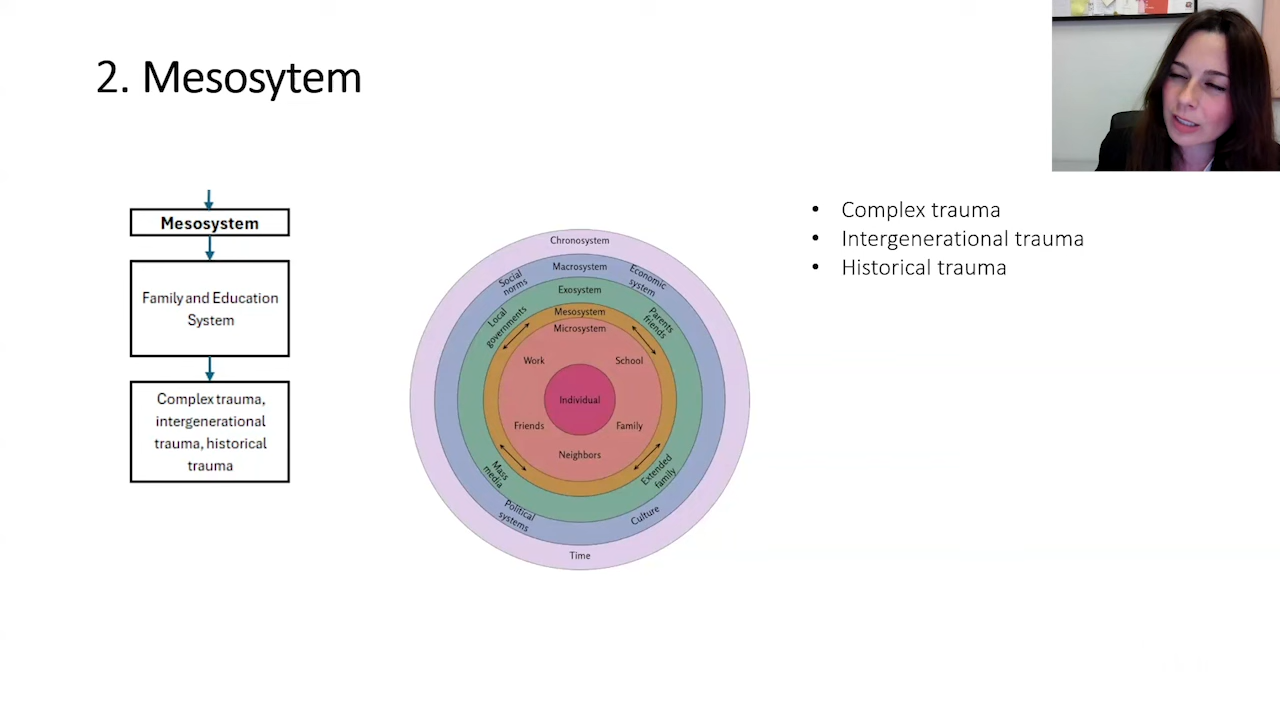 2. Mesosytem
Mesosystem
Family and Education
System
Complex trauma,
intergenerational
trauma, historical
trauma
Chronosystem
Macrosystem
Social
norms
Economic
system
Exosystem
Local
governments
Parents
friends
Mesosystem
Microsystem
Work
School
Individual
Friends
Family
Neighbors
Mass
media
Extended
family
Political
systems
Culture
Time
• Complex trauma
• Intergenerational trauma
• Historical trauma